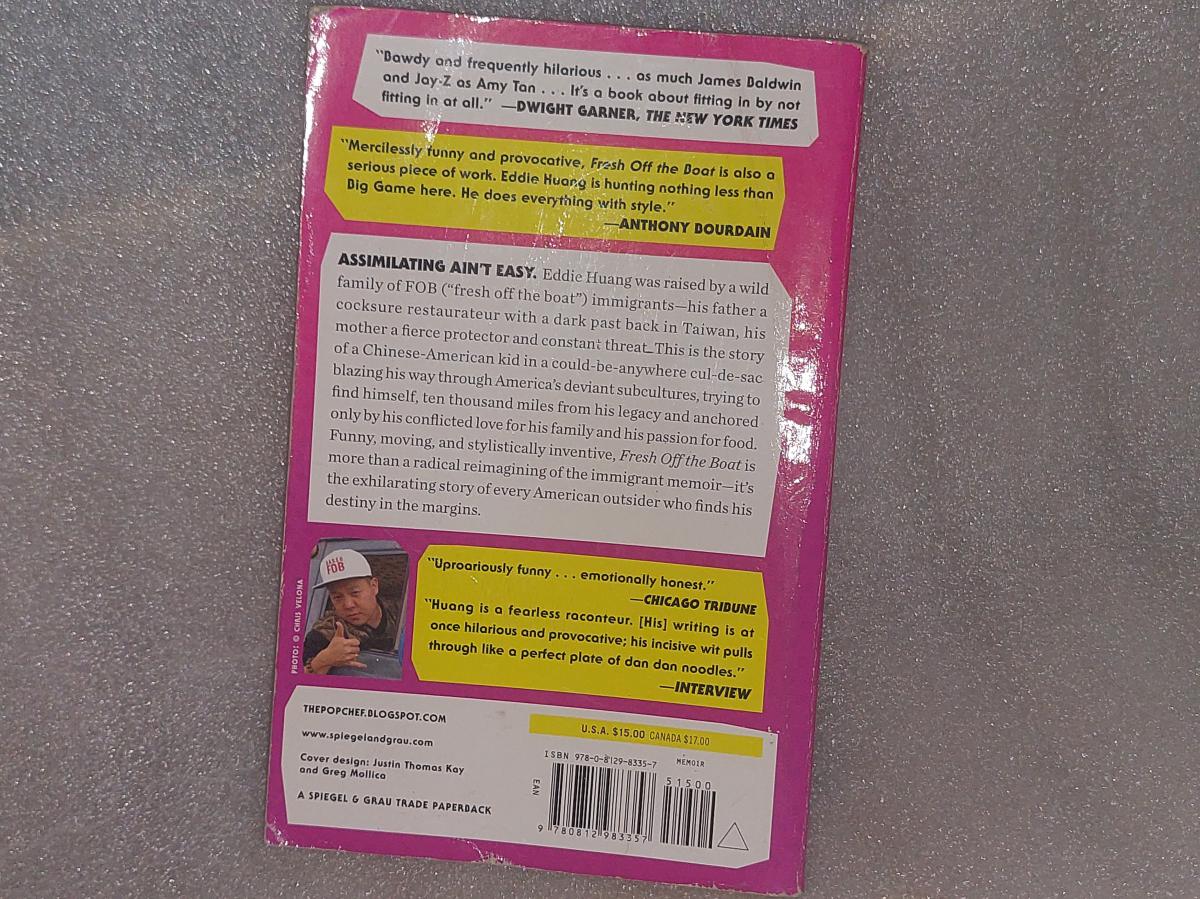 "Bawdy and frequently hilarious . . . as much James Baldwin
and Jay-Z as Amy Tan . . . It's a book about fitting in by not
fitting in at all." —DWIGHT GARNER, THE NEW YORK TIMES
"Mercilessly funny and provocative, Fresh Off the Boat is also a
serious piece of work. Eddie Huang is hunting nothing less than
Big Game here. He does everything with style."
—ANTHONY BOURDAIN
ASSIMILATING AIN'T EASY. Eddie Huang was raised by a wild
family of FOB ("fresh off the boat") immigrants—his father a
cocksure restaurateur with a dark past back in Taiwan, his
mother a fierce protector and constant threat. This is the story
of a Chinese-American kid in a could-be-anywhere cul-de-sac
blazing his way through America's deviant subcultures, trying to
find himself, ten thousand miles from his legacy and anchored
only by his conflicted love for his family and his passion for food.
Funny, moving, and stylistically inventive, Fresh Off the Boat is
more than a radical reimagining of the immigrant memoir—it's
the exhilarating story of every American outsider who finds his
destiny in the margins.
FOB
PHOTO: © CHRIS VELONA
"Uproariously funny . . . emotionally honest."
—CHICAGO TRIBUNE
"Huang is a fearless raconteur. [His] writing is at
once hilarious and provocative; his incisive wit pulls
through like a perfect plate of dan dan noodles."
—INTERVIEW
THEPOPCHEF.BLOGSPOT.COM
www.spiegelandgrau.com
Cover design: Justin Thomas Kay
and Greg Mollica
A SPIEGEL & GRAU TRADE PAPERBACK
U.S.A. $15.00 CANADA $17.00
ISBN 978-0-8129-8335-7
MEMOIR
51500
EAN
9 780812 983357